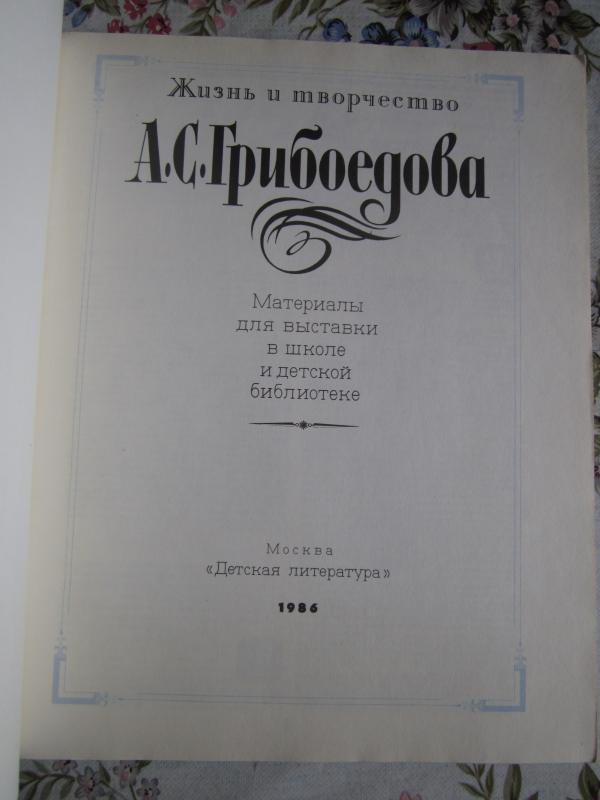 Жизнь и творчество
А.С.Грибоедова
Материалы
для выставки
в школе
и детской
библиотеке
Москва
«Детская литература»
1986